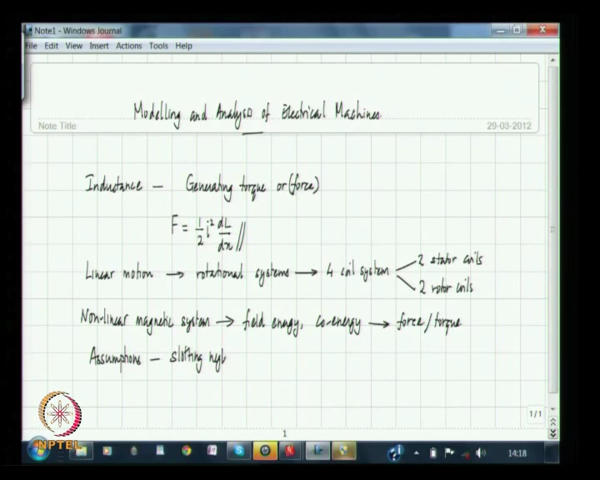 Note1 - Windows Journal
File Edit View Insert Actions Tools Help
Modelling and Analysis of Electrical Machines
Note Title
29-03-2012
Inductance – Generating torque or (force)
F = 1/2 i² dL/dx //
Linear motion → rotational systems → 4 coil system
2 stator coils
2 rotor coils
Non-linear magnetic system → field energy, co-energy → force/torque
Assumptions – slotting
1/1
1
NPTEL
14:18